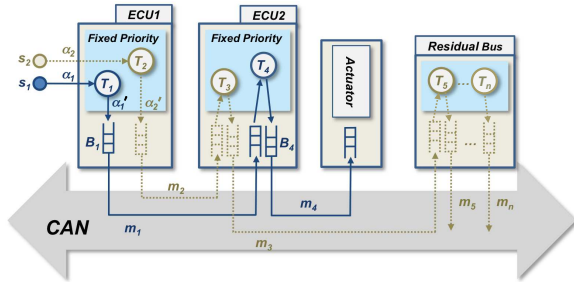 ECU1
ECU2
Fixed Priority
Fixed Priority
Residual Bus
Actuator
s₂
α₂
T₂
s₁
α₁
T₁
α₁'
α₂'
T₃
T₄
T₅
...
Tₙ
B₁
B₄
...
m₂
m₄
m₅
mₙ
CAN
m₁
m₃